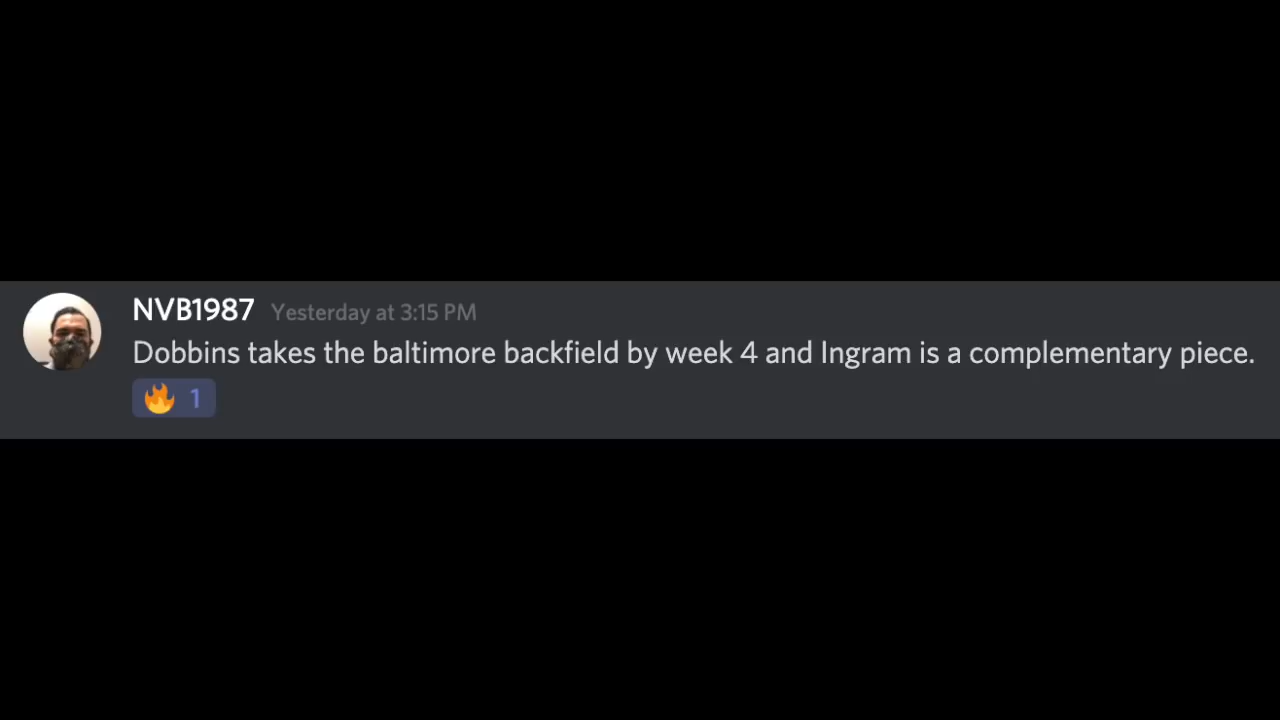 NVB1987 Yesterday at 3:15 PM
Dobbins takes the baltimore backfield by week 4 and Ingram is a complementary piece.
🔥 1